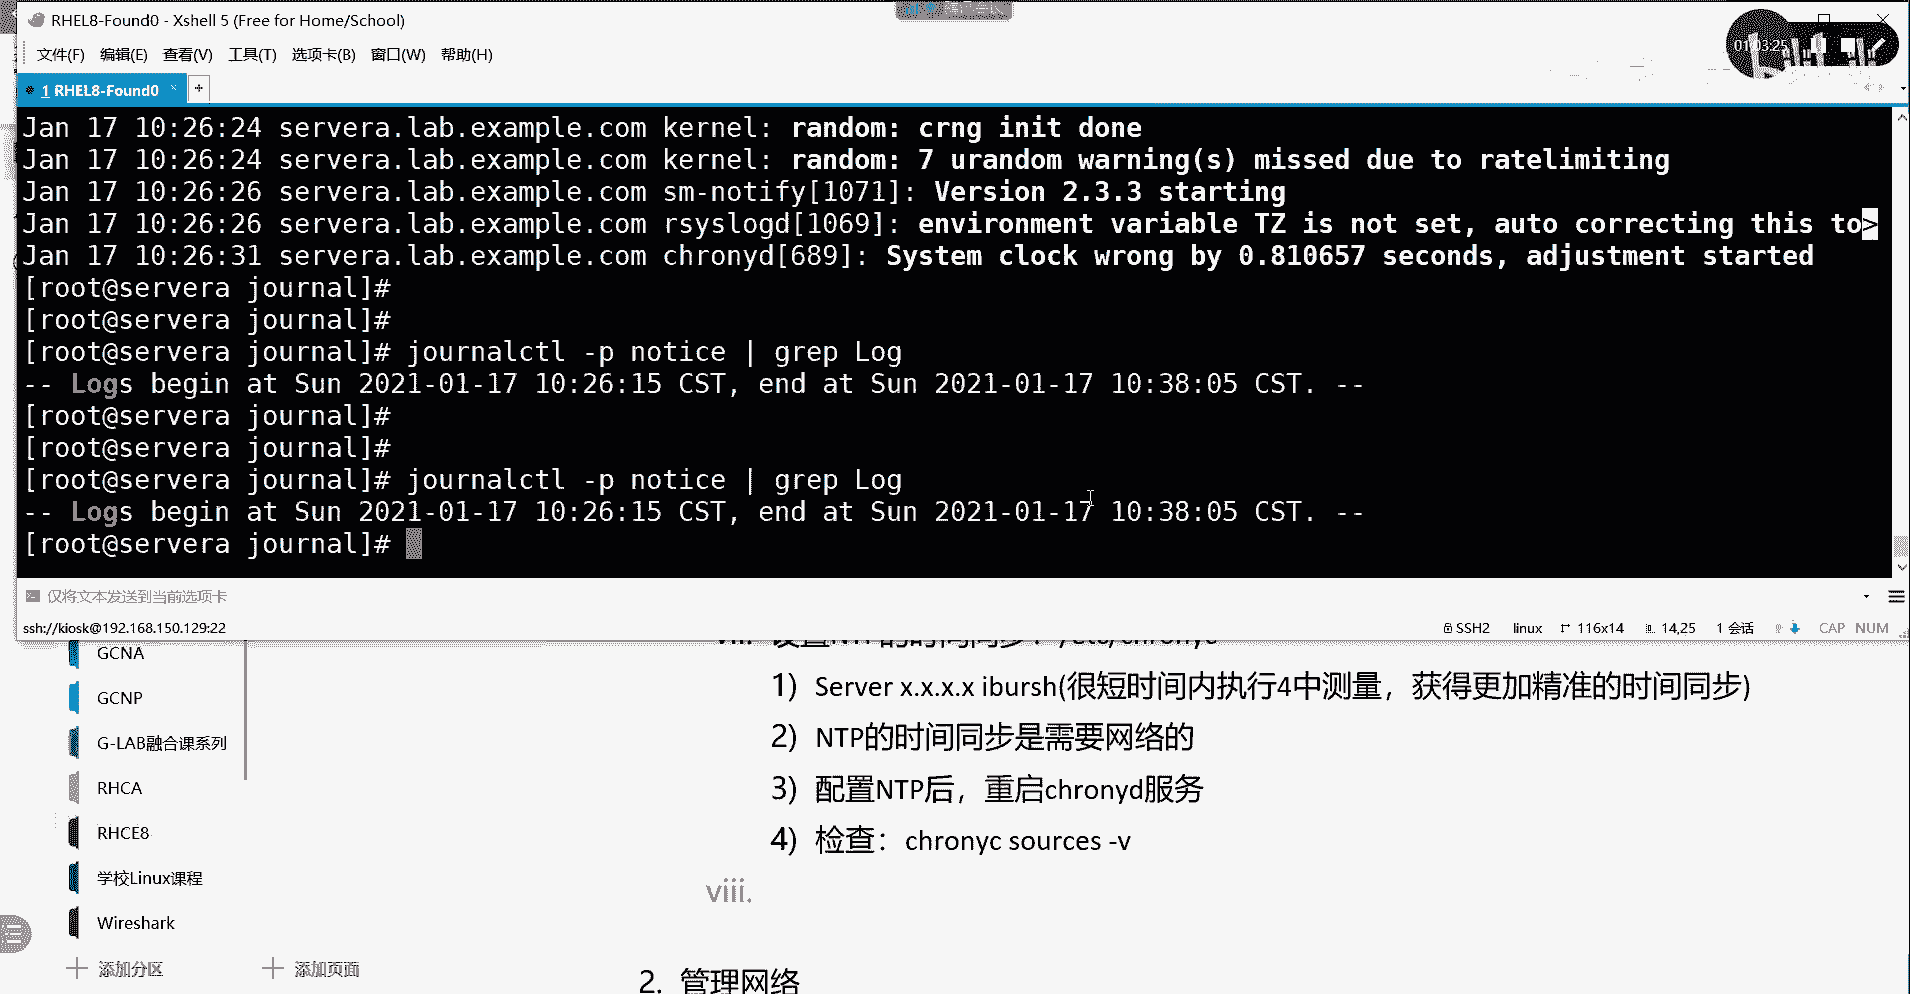 RHEL8-Found0 - Xshell 5 (Free for Home/School)
01:03:25
文件(F) 编辑(E) 查看(V) 工具(T) 选项卡(B) 窗口(W) 帮助(H)
1 RHEL8-Found0 × +
Jan 17 10:26:24 servera.lab.example.com kernel: random: crng init done
Jan 17 10:26:24 servera.lab.example.com kernel: random: 7 urandom warning(s) missed due to ratelimiting
Jan 17 10:26:26 servera.lab.example.com sm-notify[1071]: Version 2.3.3 starting
Jan 17 10:26:26 servera.lab.example.com rsyslogd[1069]: environment variable TZ is not set, auto correcting this to>
Jan 17 10:26:31 servera.lab.example.com chronyd[689]: System clock wrong by 0.810657 seconds, adjustment started
[root@servera journal]#
[root@servera journal]#
[root@servera journal]# journalctl -p notice | grep Log
-- Logs begin at Sun 2021-01-17 10:26:15 CST, end at Sun 2021-01-17 10:38:05 CST. --
[root@servera journal]#
[root@servera journal]#
[root@servera journal]# journalctl -p notice | grep Log
-- Logs begin at Sun 2021-01-17 10:26:15 CST, end at Sun 2021-01-17 10:38:05 CST. --
[root@servera journal]#
仅将文本发送到当前选项卡
ssh://kiosk@192.168.150.129:22 SSH2 linux 116x14 14,25 1 会话 CAP NUM
vii. 设置NTP的时间同步：/etc/chronyc
GCNA
GCNP
G-LAB融合课系列
RHCA
RHCE8
学校Linux课程
Wireshark
添加分区 添加页面
1) Server x.x.x.x ibursh(很短时间内执行4中测量，获得更加精准的时间同步)
2) NTP的时间同步是需要网络的
3) 配置NTP后，重启chronyd服务
4) 检查：chronyc sources -v
viii.
2. 管理网络